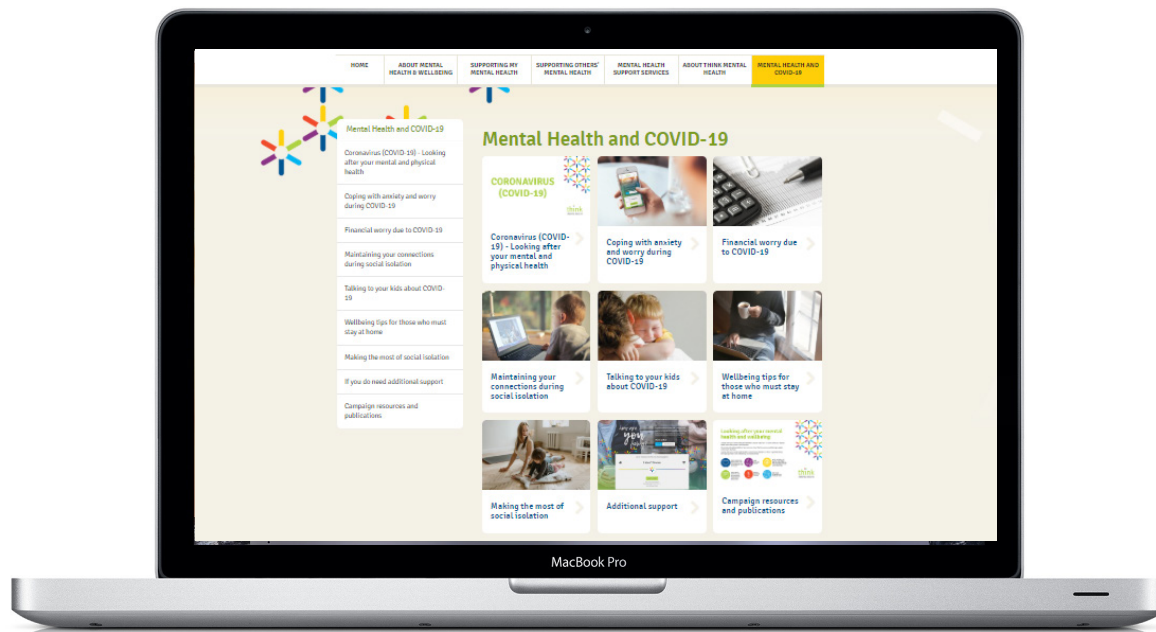 HOME
ABOUT MENTAL
HEALTH & WELLBEING
SUPPORTING MY
MENTAL HEALTH
SUPPORTING OTHERS'
MENTAL HEALTH
MENTAL HEALTH
SUPPORT SERVICES
ABOUT THINK MENTAL
HEALTH
MENTAL HEALTH AND
COVID-19
Mental Health and COVID-19
Coronavirus (COVID-19) - Looking
after your mental and physical
health
Coping with anxiety and worry
during COVID-19
Financial worry due to COVID-19
Maintaining your connections
during social isolation
Talking to your kids about COVID-
19
Wellbeing tips for those who must
stay at home
Making the most of social isolation
If you do need additional support
Campaign resources and
publications
Mental Health and COVID-19
CORONAVIRUS
(COVID-19)
think
Coronavirus (COVID-
19) - Looking after
your mental and
physical health
Coping with anxiety
and worry during
COVID-19
Financial worry due
to COVID-19
Maintaining your
connections during
social isolation
Talking to your kids
about COVID-19
Wellbeing tips for
those who must stay
at home
Making the most of
social isolation
you
Additional support
Looking after your mental
health and wellbeing
think
Campaign resources
and publications
MacBook Pro